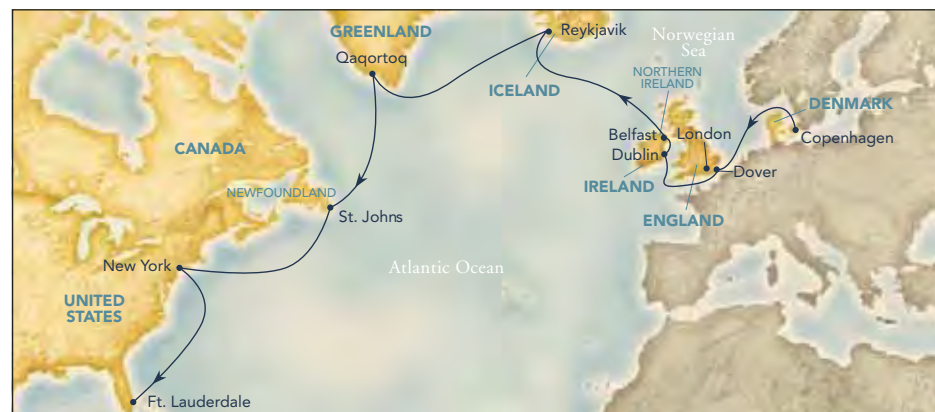 GREENLAND
Qaqortoq
Reykjavik
Norwegian
Sea
ICELAND
NORTHERN
IRELAND
DENMARK
Belfast
London
Copenhagen
CANADA
Dublin
Dover
IRELAND
NEWFOUNDLAND
St. Johns
ENGLAND
New York
Atlantic Ocean
UNITED
STATES
Ft. Lauderdale